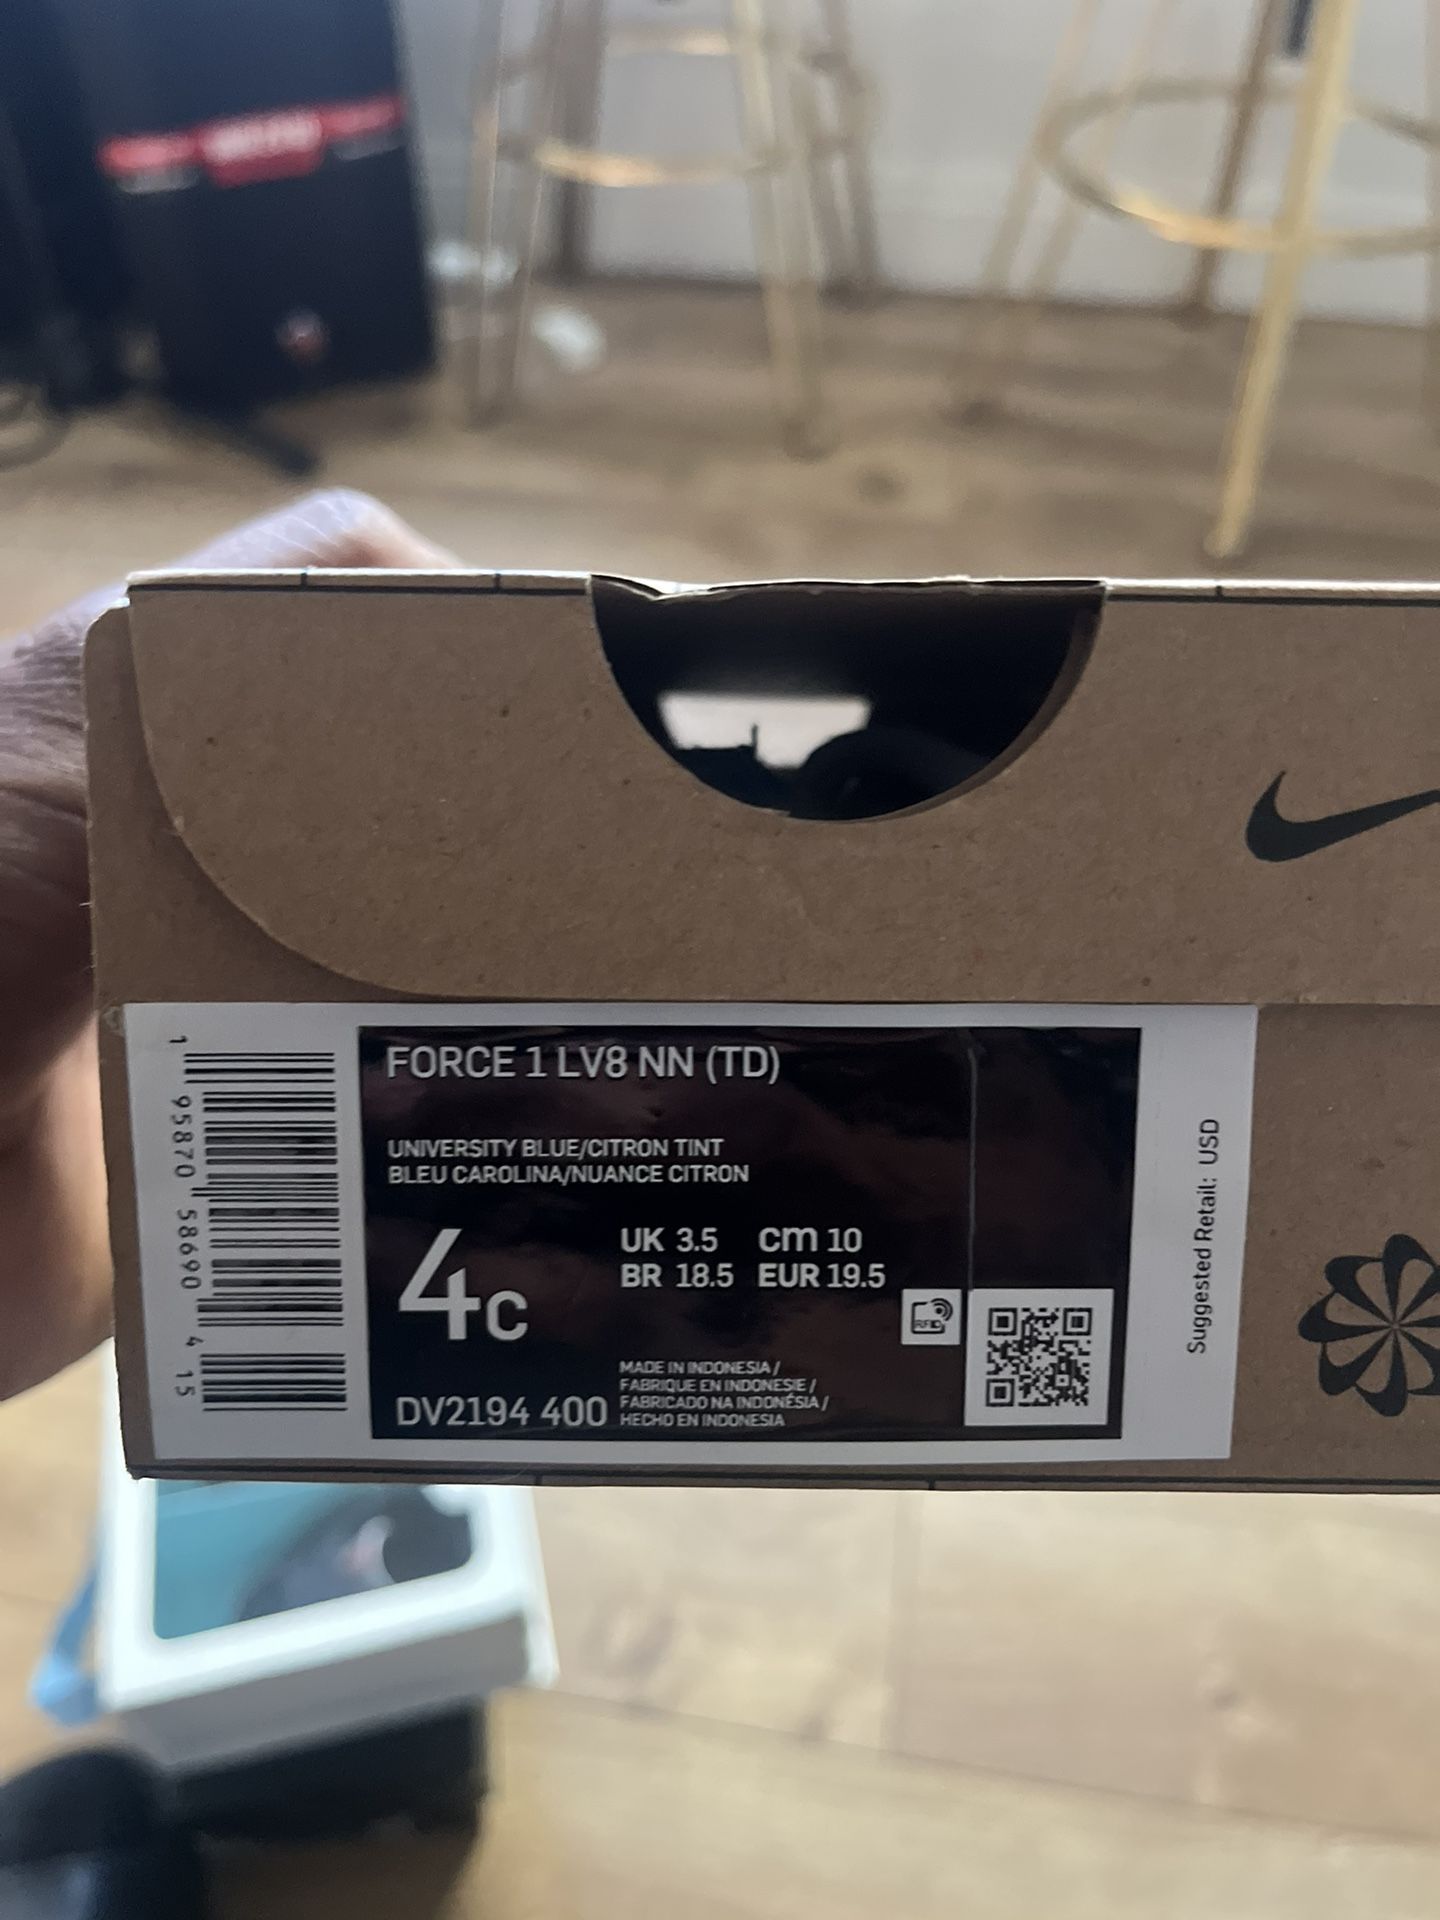 FORCE 1 LV8 NN (TD)
UNIVERSITY BLUE/CITRON TINT
BLEU CAROLINA/NUANCE CITRON
4C
UK 3.5 cm 10
BR 18.5 EUR 19.5
RFID
DV2194 400
MADE IN INDONESIA /
FABRIQUE EN INDONESIE /
FABRICADO NA INDONÉSIA /
HECHO EN INDONESIA
1 95870 58690 4 15
Suggested Retail: USD